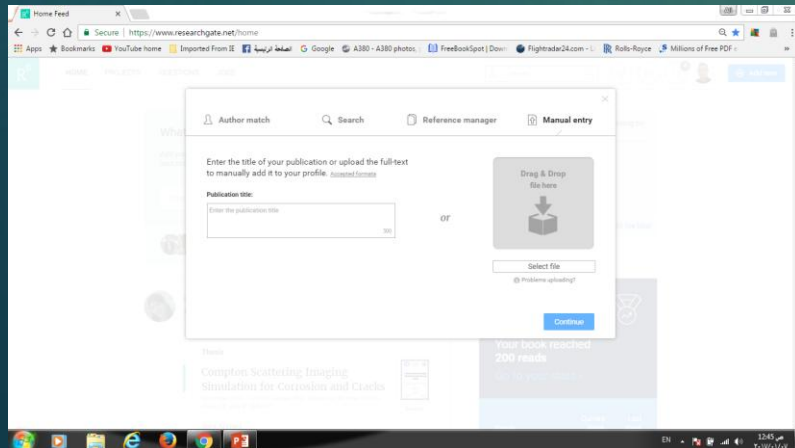 Home Feed
Secure | https://www.researchgate.net/home
Apps Bookmarks YouTube home Imported From IE الصفحة الرئيسية Google A380 - A380 photos, FreeBookSpot | Down Flightradar24.com - L Rolls-Royce Millions of Free PDF
HOME
Author match Search Reference manager Manual entry
Enter the title of your publication or upload the full-text
to manually add it to your profile. Accepted formats
Publication title:
Enter the publication title
or
Drag & Drop
file here
Select file
Problems uploading?
Continue
Your book reached
200 reads
Thesis
Compton Scattering Imaging
Simulation for Corrosion and Cracks
EN
12:45 ص